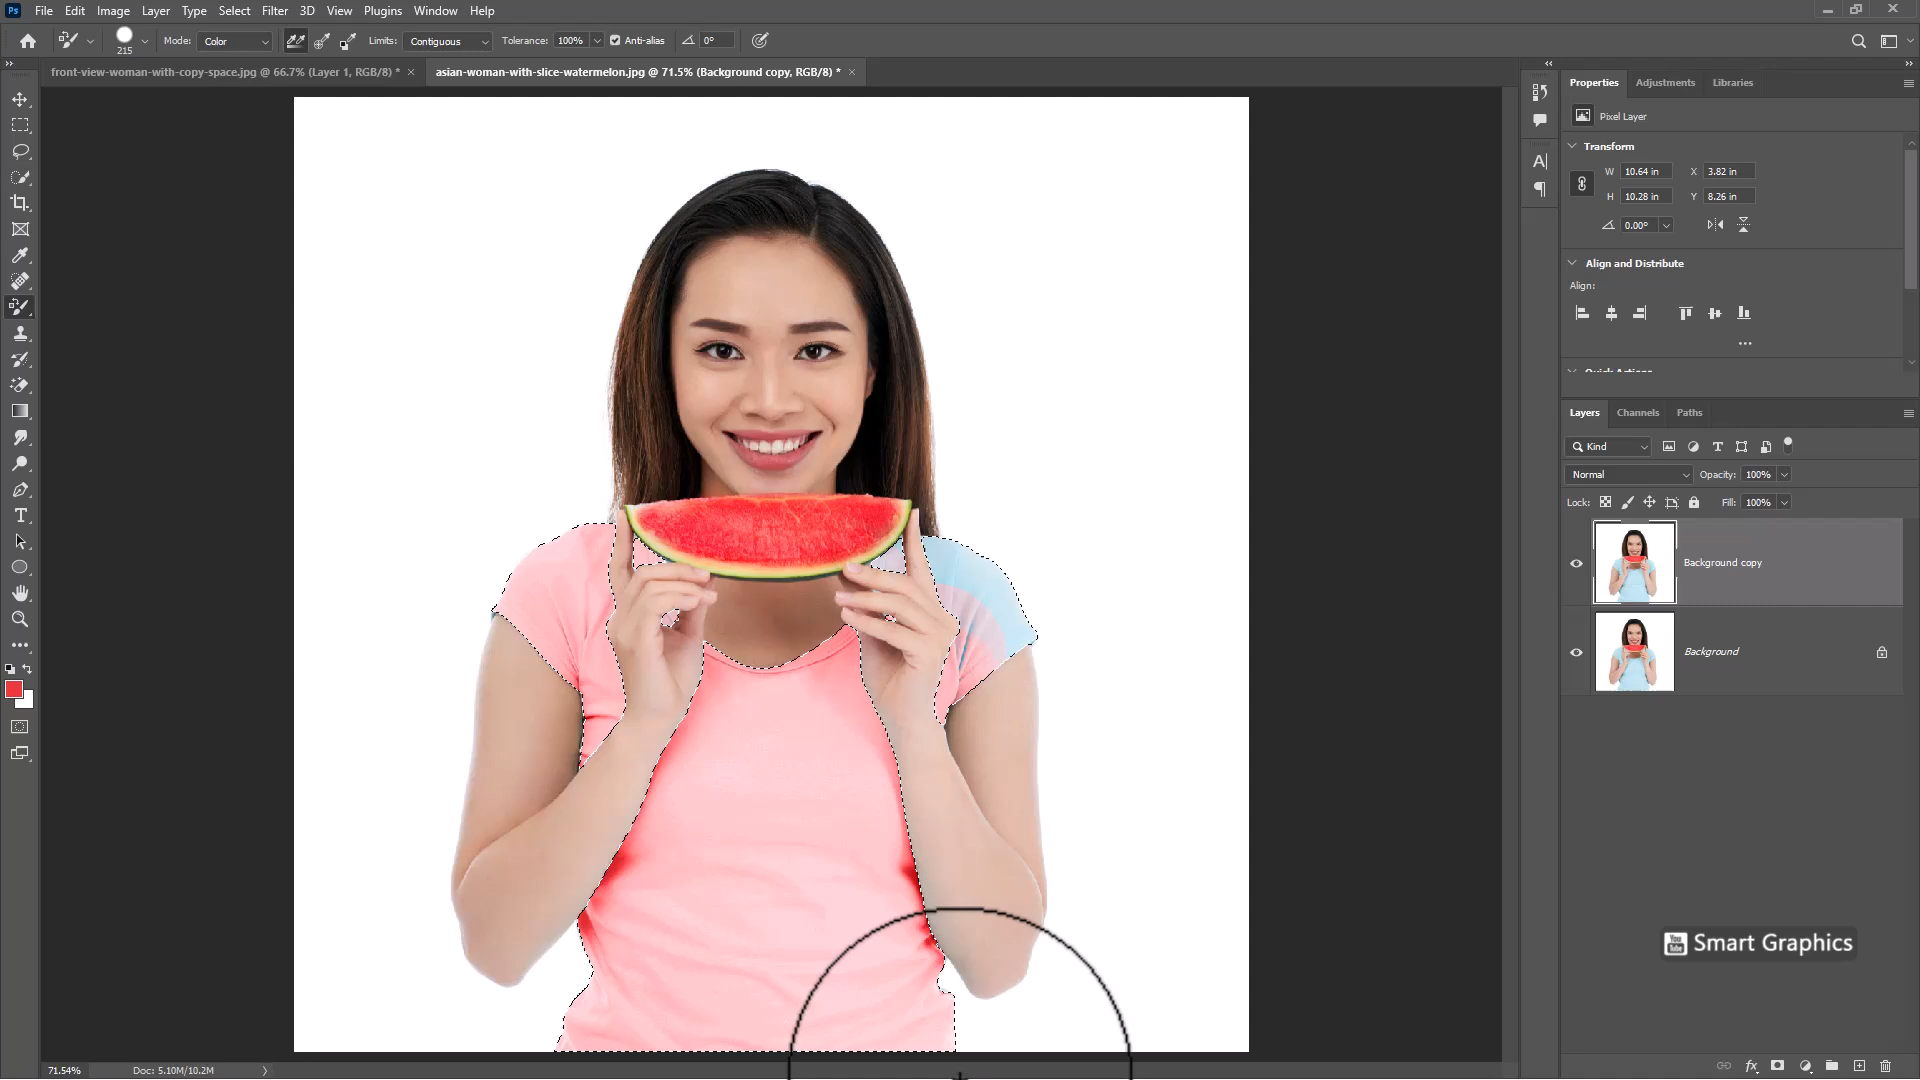 Ps File Edit Image Layer Type Select Filter 3D View Plugins Window Help
215 Mode: Color Limits: Contiguous Tolerance: 100% Anti-alias 0°
front-view-woman-with-copy-space.jpg @ 66.7% (Layer 1, RGB/8) * × asian-woman-with-slice-watermelon.jpg @ 71.5% (Background copy, RGB/8) * ×
Properties Adjustments Libraries
Pixel Layer
Transform
W 10.64 in X 3.82 in
H 10.28 in Y 8.26 in
0.00°
Align and Distribute
Align:
Quick Actions
Layers Channels Paths
Kind
Normal Opacity: 100%
Lock: Fill: 100%
Background copy
Background
You Tube Smart Graphics
71.54% Doc: 5.10M/10.2M